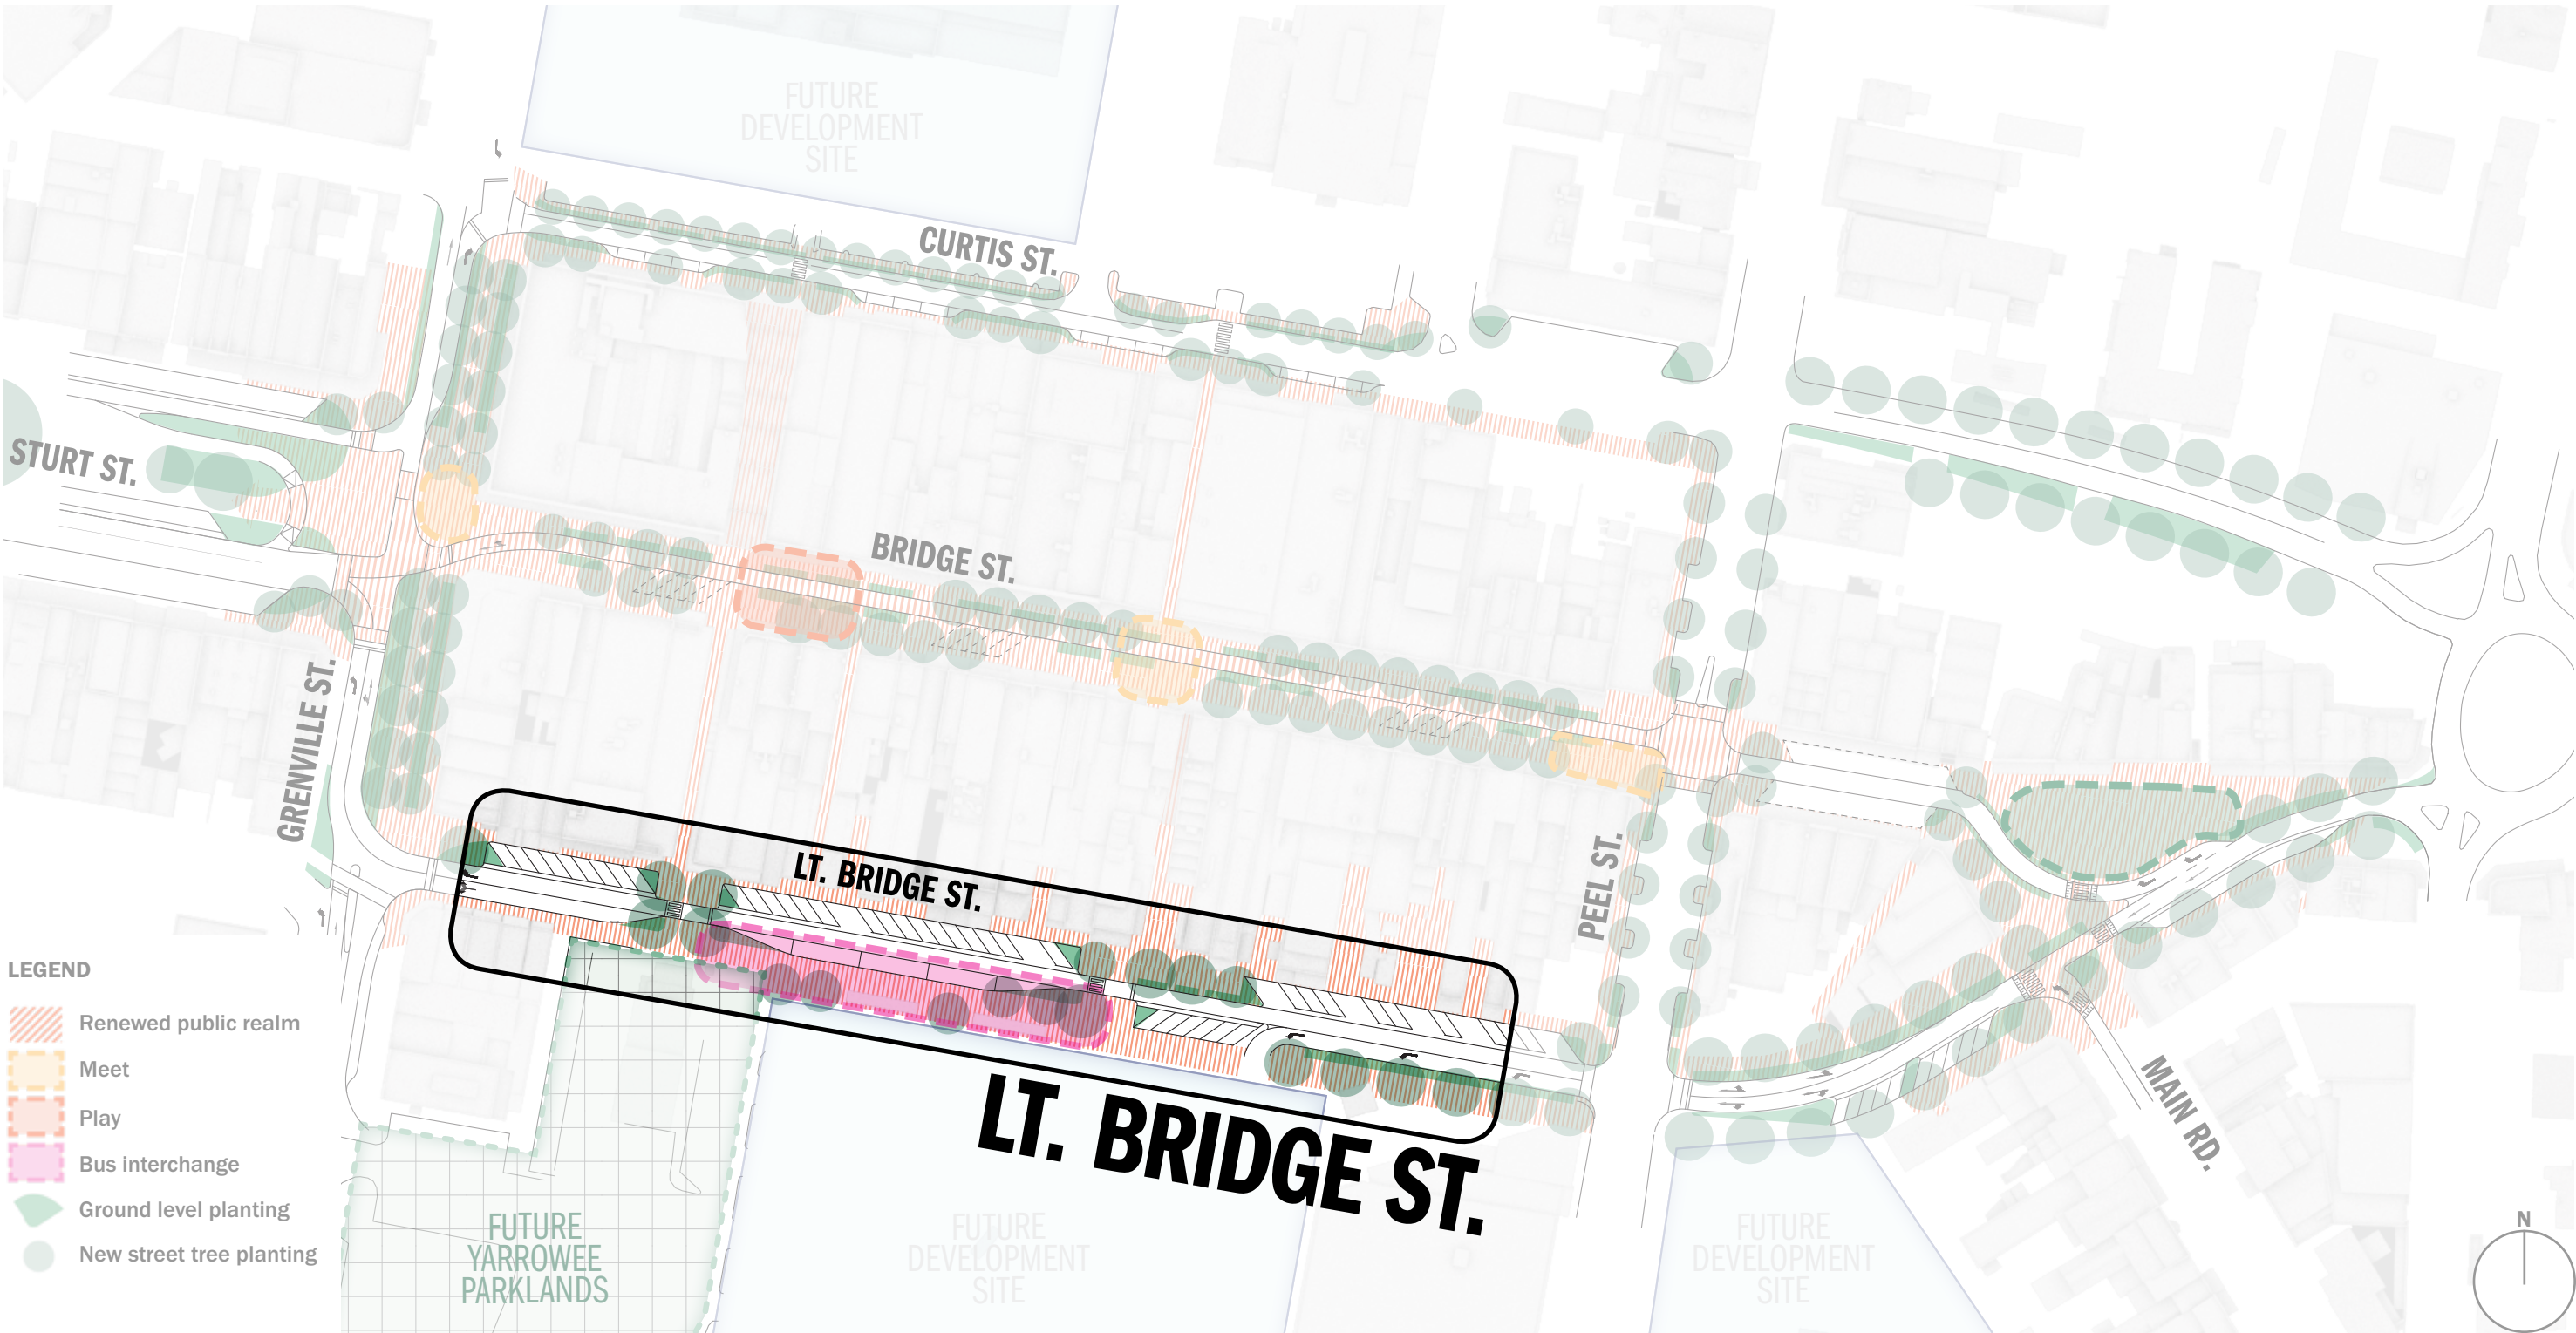 FUTURE
DEVELOPMENT
SITE
CURTIS ST.
STURT ST.
BRIDGE ST.
GRENVILLE ST.
LT. BRIDGE ST.
PEEL ST.
LT. BRIDGE ST.
MAIN RD.
LEGEND
Renewed public realm
Meet
Play
Bus interchange
Ground level planting
New street tree planting
FUTURE
YARROWEE
PARKLANDS
FUTURE
DEVELOPMENT
SITE
FUTURE
DEVELOPMENT
SITE
N